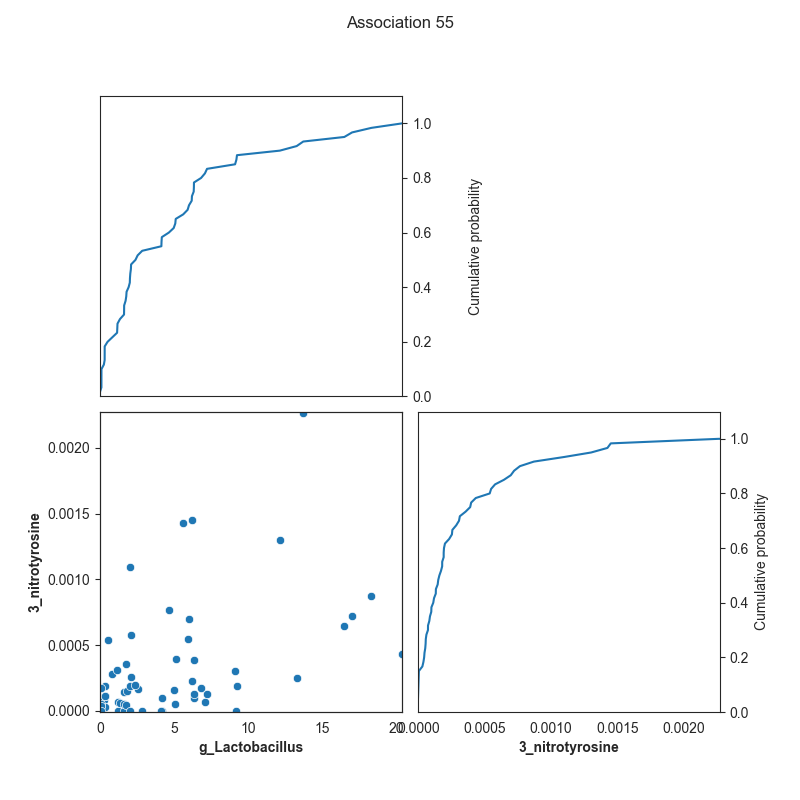 Association 55
1.0
0.8
0.6
0.4
0.2
0.0
Cumulative probability
0.0020
0.0015
0.0010
0.0005
0.0000
3_nitrotyrosine
0 5 10 15 20
g_Lactobacillus
1.0
0.8
0.6
0.4
0.2
0.0
Cumulative probability
0.0000 0.0005 0.0010 0.0015 0.0020
3_nitrotyrosine